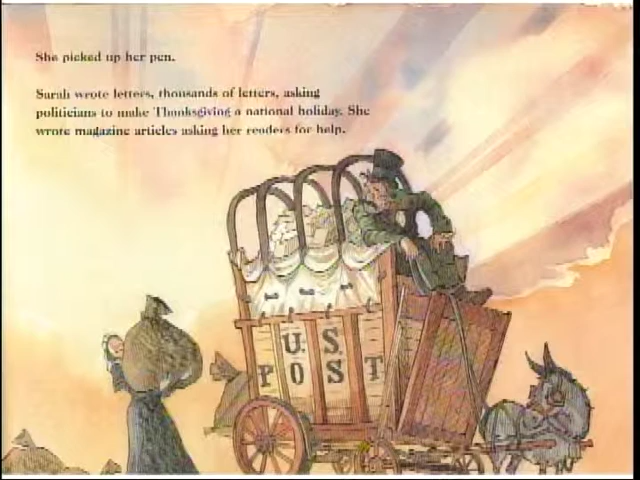 She picked up her pen.
Sarah wrote letters, thousands of letters, asking
politicians to make Thanksgiving a national holiday. She
wrote magazine articles asking her readers for help.
U.S.
POST